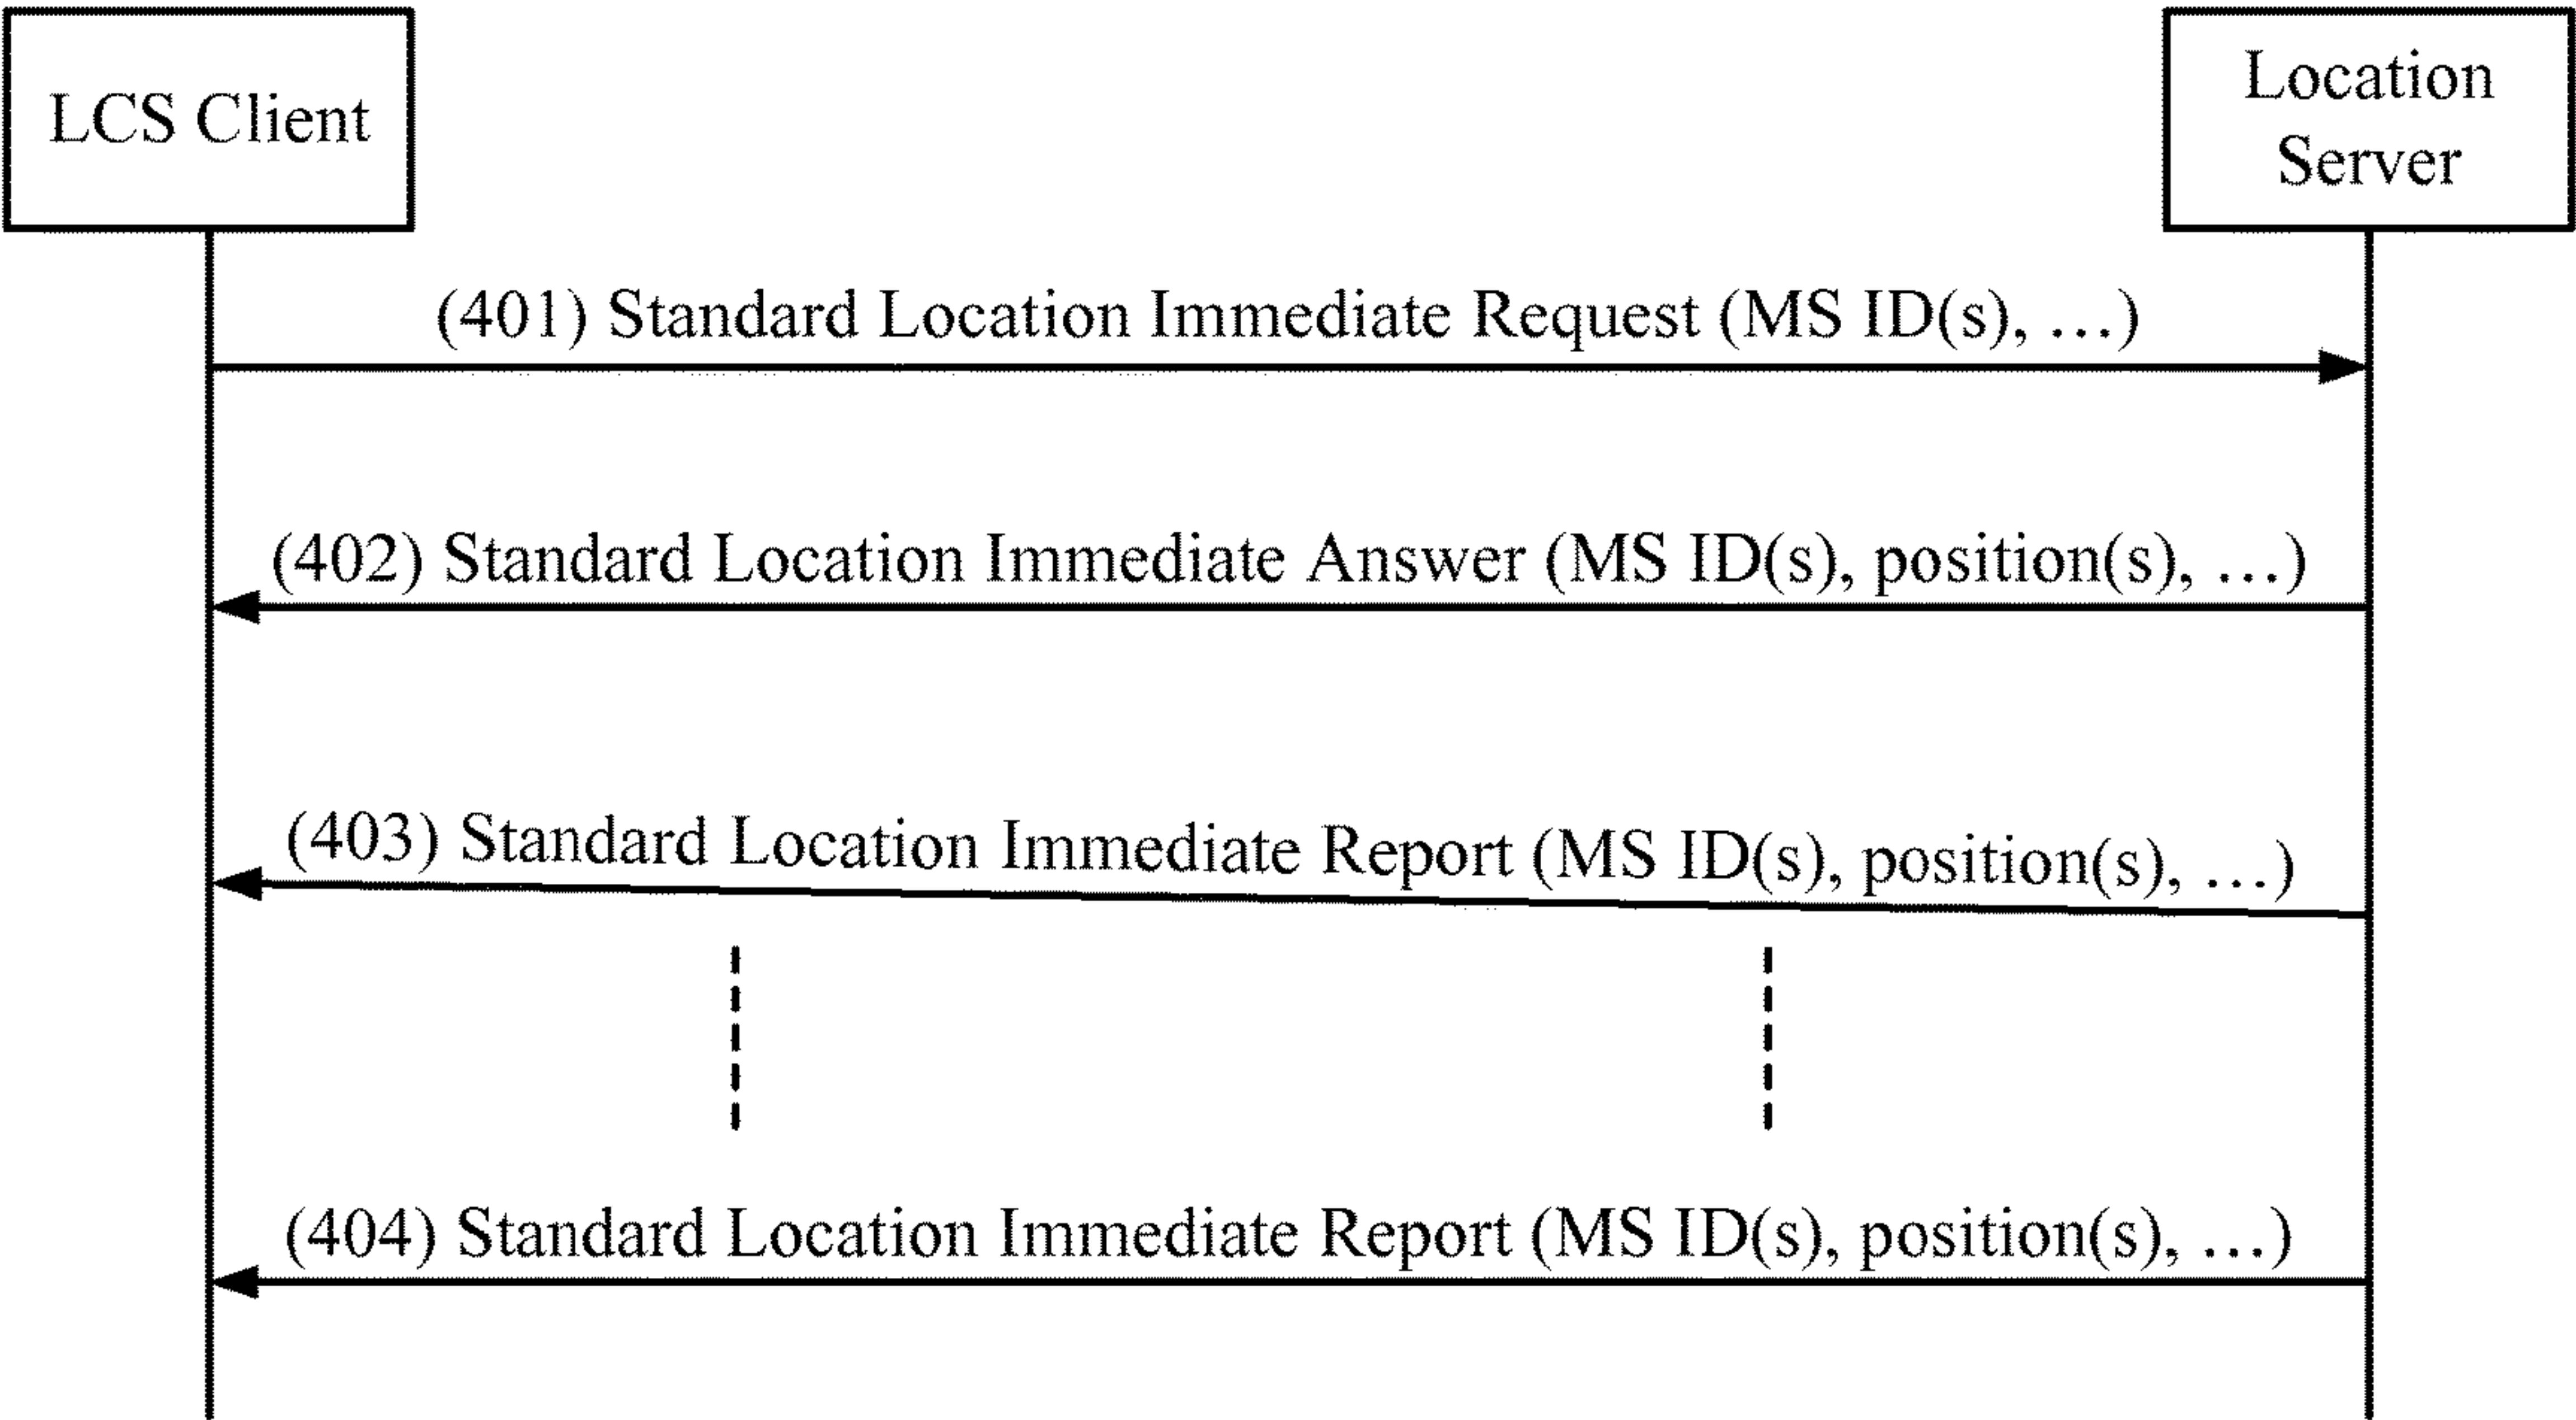 LCS Client
Location
Server
(401) Standard Location Immediate Request (MS ID(s), …)
(402) Standard Location Immediate Answer (MS ID(s), position(s), …)
(403) Standard Location Immediate Report (MS ID(s), position(s), …)
(404) Standard Location Immediate Report (MS ID(s), position(s), …)